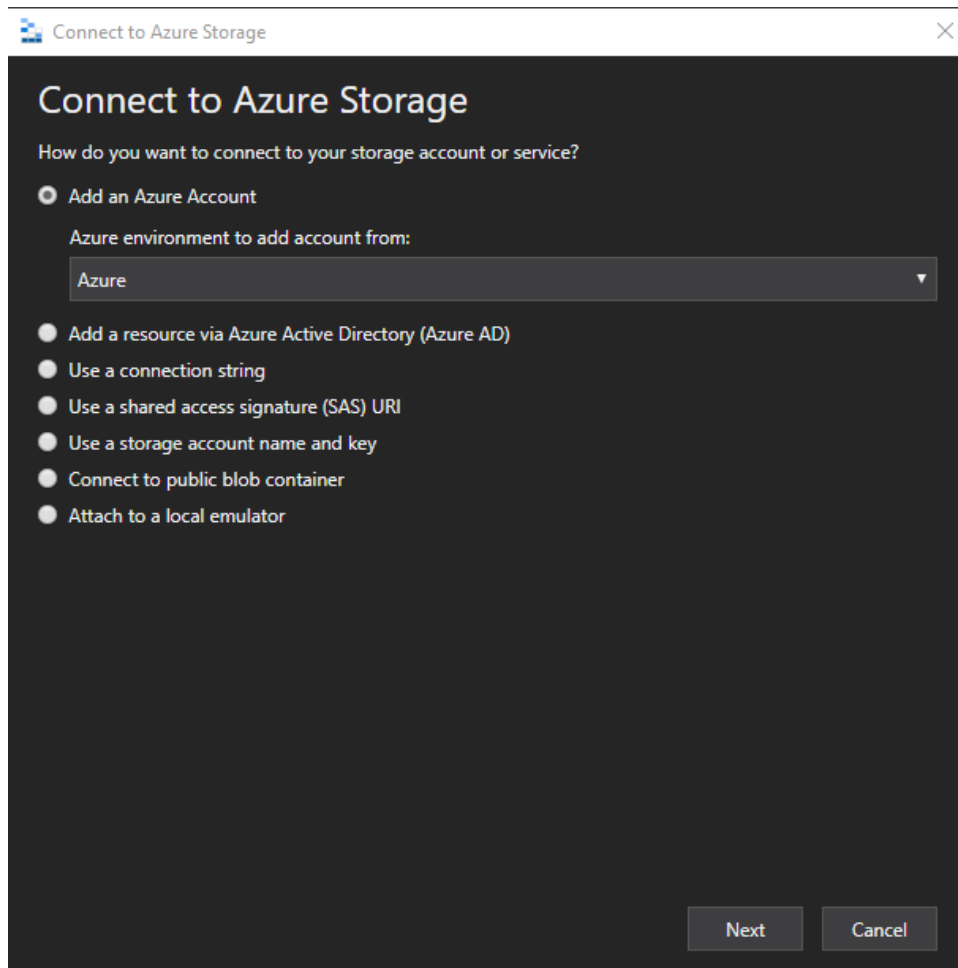 Connect to Azure Storage
Connect to Azure Storage
How do you want to connect to your storage account or service?
Add an Azure Account
Azure environment to add account from:
Azure
Add a resource via Azure Active Directory (Azure AD)
Use a connection string
Use a shared access signature (SAS) URI
Use a storage account name and key
Connect to public blob container
Attach to a local emulator
Next
Cancel